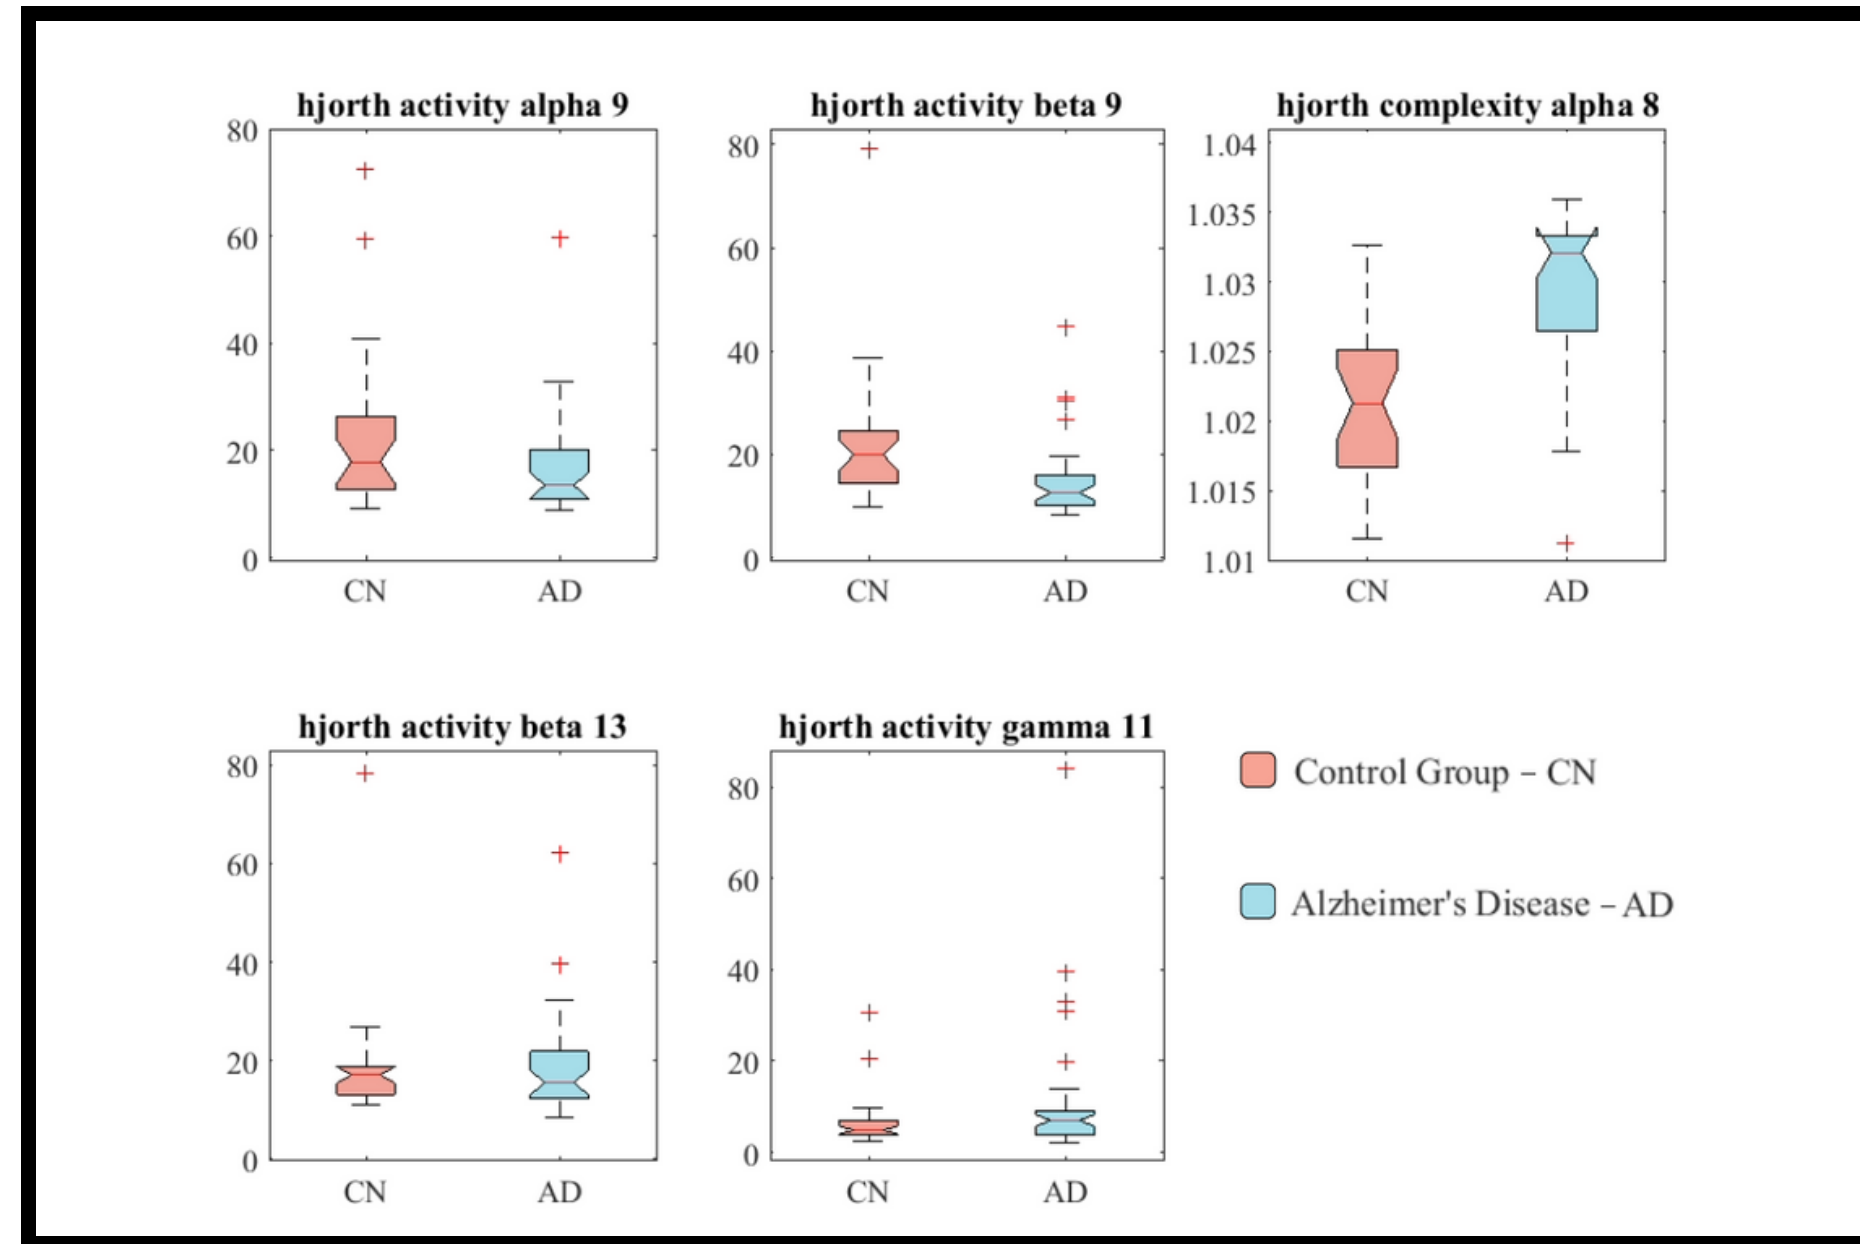 hjorth activity alpha 9
80
60
40
20
0
CN AD
hjorth activity beta 9
80
60
40
20
0
CN AD
hjorth complexity alpha 8
1.04
1.035
1.03
1.025
1.02
1.015
1.01
CN AD
hjorth activity beta 13
80
60
40
20
0
CN AD
hjorth activity gamma 11
80
60
40
20
0
CN AD
Control Group – CN
Alzheimer's Disease – AD